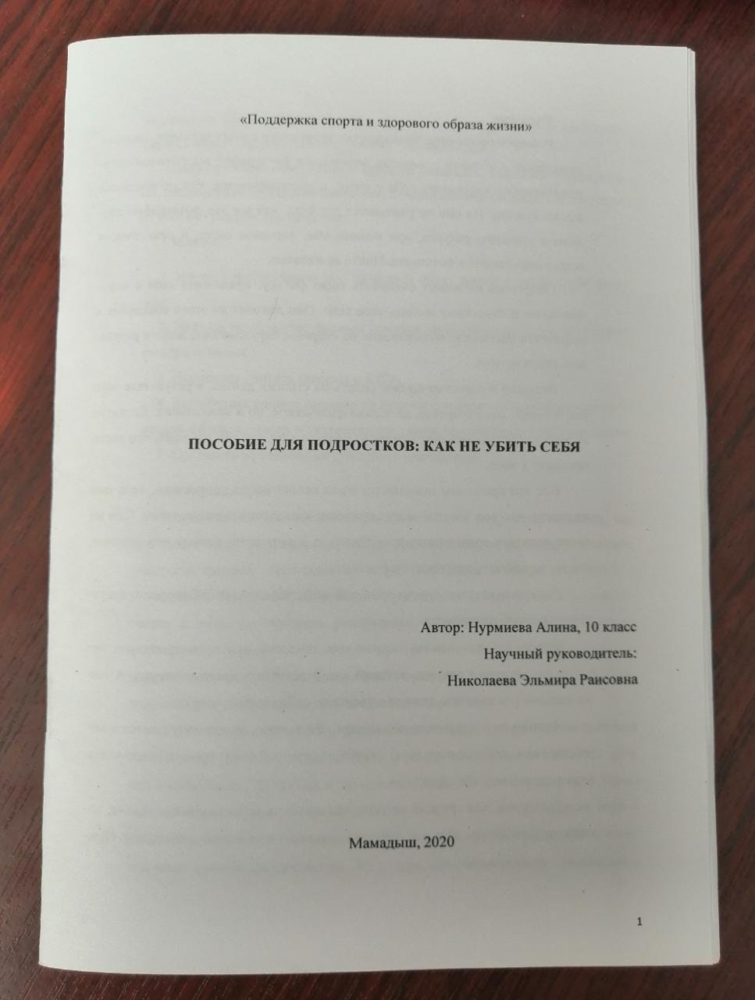 «Поддержка спорта и здорового образа жизни»
ПОСОБИЕ ДЛЯ ПОДРОСТКОВ: КАК НЕ УБИТЬ СЕБЯ
Автор: Нурмиева Алина, 10 класс
Научный руководитель:
Николаева Эльмира Раисовна
Мамадыш, 2020
1